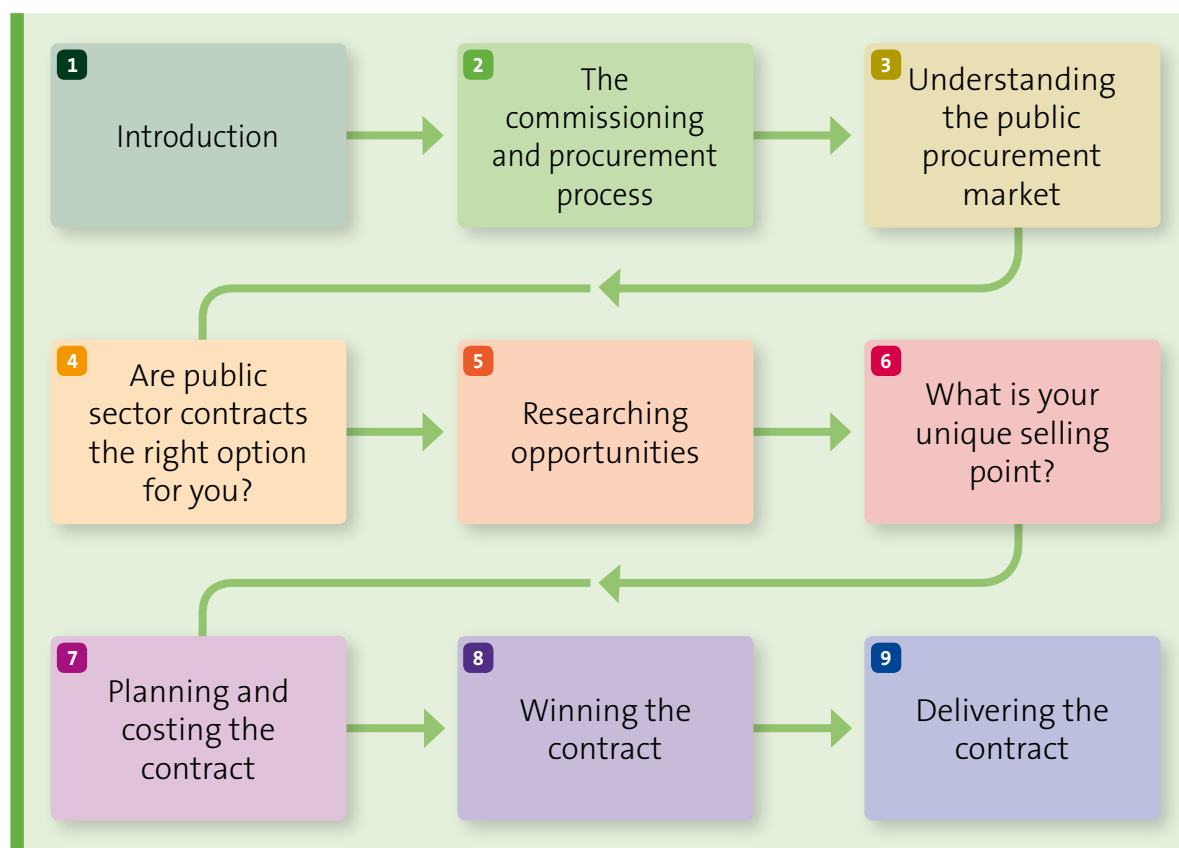 1
Introduction
2
The
commissioning
and procurement
process
3
Understanding
the public
procurement
market
4
Are public
sector contracts
the right option
for you?
5
Researching
opportunities
6
What is your
unique selling
point?
7
Planning and
costing the
contract
8
Winning the
contract
9
Delivering the
contract